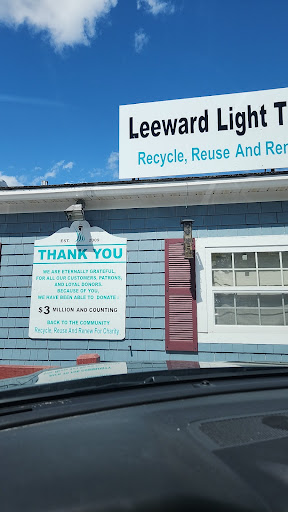 Leeward Light T
Recycle, Reuse And Ren
EST. 2001
THANK YOU
WE ARE ETERNALLY GRATEFUL,
FOR ALL OUR CUSTOMERS, PATRONS,
AND LOYAL DONORS.
BECAUSE OF YOU,
WE HAVE BEEN ABLE TO DONATE -
$3 MILLION AND COUNTING
BACK TO THE COMMUNITY
Recycle, Reuse And Renew For Charity